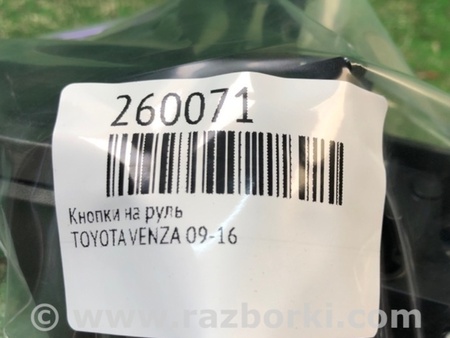 260071
Кнопки на руль
TOYOTA VENZA 09-16
© www.razborki.com